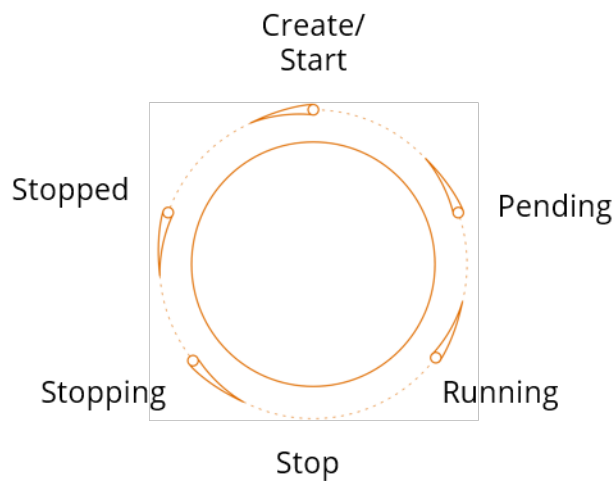 Create/
Start
Pending
Running
Stop
Stopping
Stopped